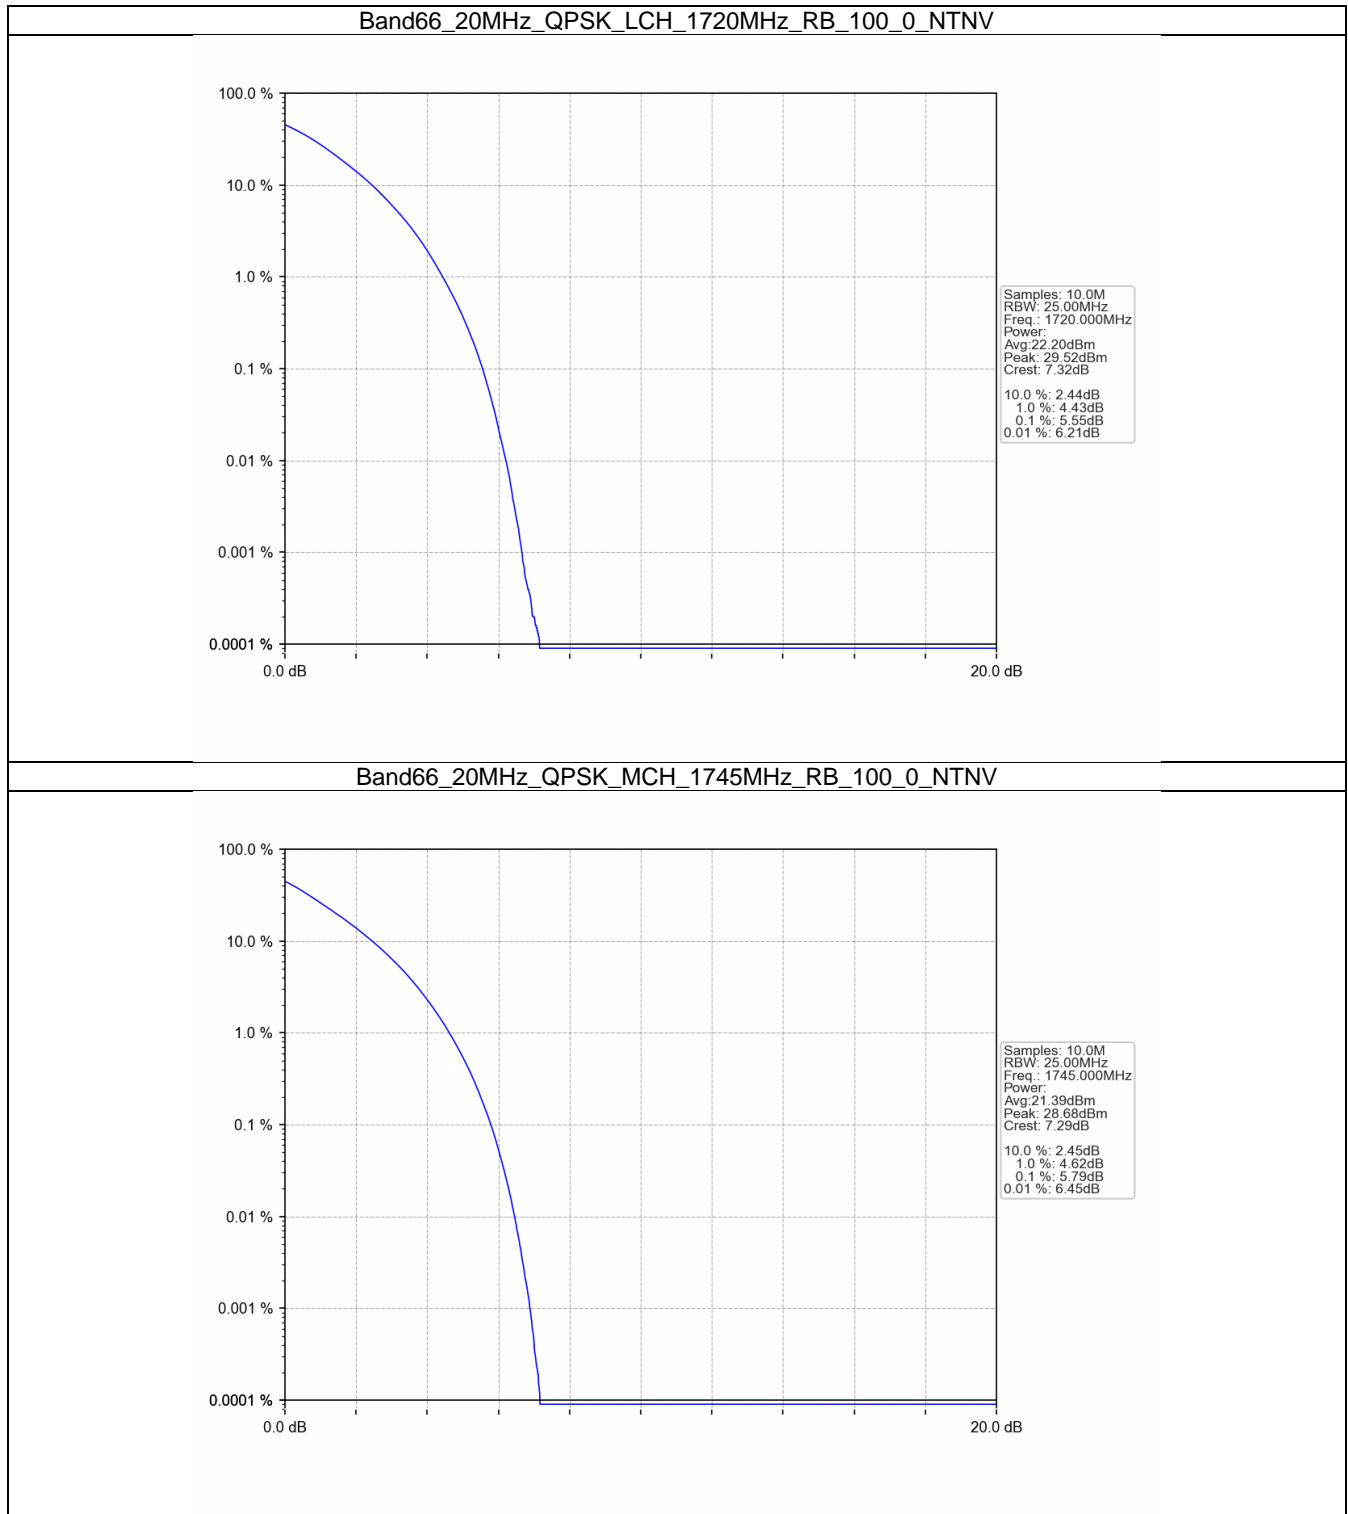 Band66_20MHz_QPSK_LCH_1720MHz_RB_100_0_NTNV
100.0 %
10.0 %
1.0 %
0.1 %
0.01 %
0.001 %
0.0001 %
0.0 dB
20.0 dB
Samples: 10.0M
RBW: 25.00MHz
Freq.: 1720.000MHz
Power:
Avg:22.20dBm
Peak: 29.52dBm
Crest: 7.32dB
10.0 %: 2.44dB
1.0 %: 4.43dB
0.1 %: 5.55dB
0.01 %: 6.21dB
Band66_20MHz_QPSK_MCH_1745MHz_RB_100_0_NTNV
100.0 %
10.0 %
1.0 %
0.1 %
0.01 %
0.001 %
0.0001 %
0.0 dB
20.0 dB
Samples: 10.0M
RBW: 25.00MHz
Freq.: 1745.000MHz
Power:
Avg:21.39dBm
Peak: 28.68dBm
Crest: 7.29dB
10.0 %: 2.45dB
1.0 %: 4.62dB
0.1 %: 5.79dB
0.01 %: 6.45dB